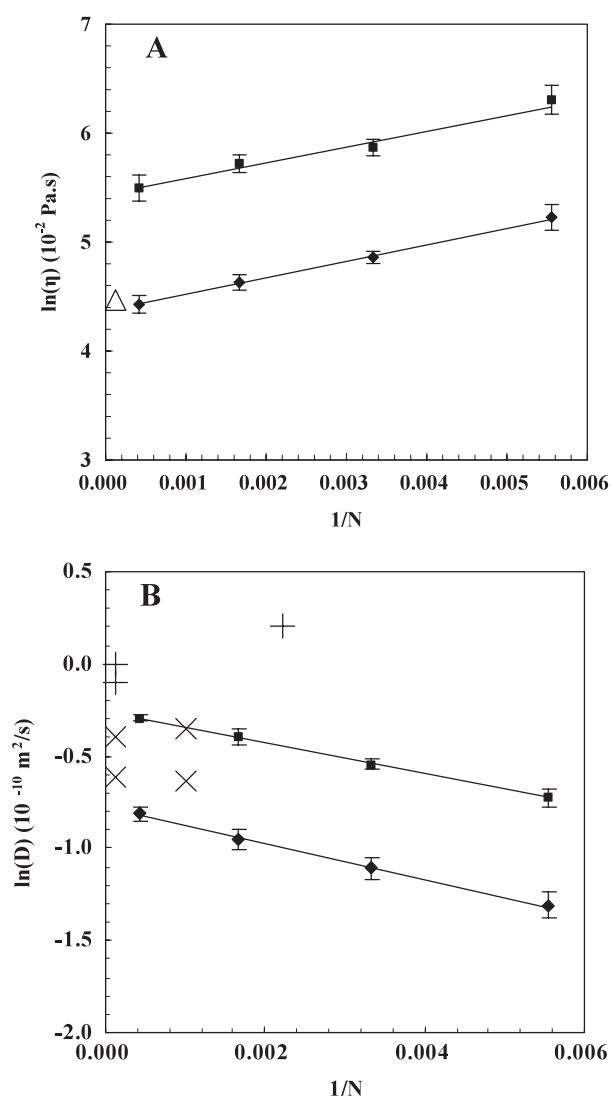 A
7
6
5
4
3
ln(η) (10⁻² Pa.s)
0.000 0.001 0.002 0.003 0.004 0.005 0.006
1/N
B
0.5
0.0
-0.5
-1.0
-1.5
-2.0
ln(D) (10⁻¹⁰ m²/s)
0.000 0.002 0.004 0.006
1/N